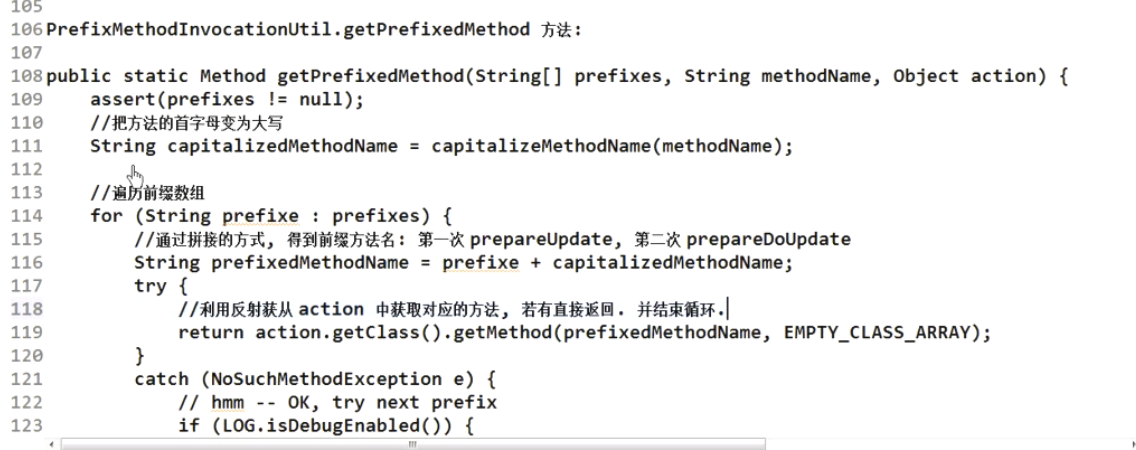 105
106 PrefixMethodInvocationUtil.getPrefixedMethod 方法:
107
108 public static Method getPrefixedMethod(String[] prefixes, String methodName, Object action) {
109     assert(prefixes != null);
110     //把方法的首字母变为大写
111     String capitalizedMethodName = capitalizeMethodName(methodName);
112
113     //遍历前缀数组
114     for (String prefixe : prefixes) {
115         //通过拼接的方式, 得到前缀方法名: 第一次 prepareUpdate, 第二次 prepareDoUpdate
116         String prefixedMethodName = prefixe + capitalizedMethodName;
117         try {
118             //利用反射获从 action 中获取对应的方法, 若有直接返回. 并结束循环.
119             return action.getClass().getMethod(prefixedMethodName, EMPTY_CLASS_ARRAY);
120         }
121         catch (NoSuchMethodException e) {
122             // hmm -- OK, try next prefix
123             if (LOG.isDebugEnabled()) {